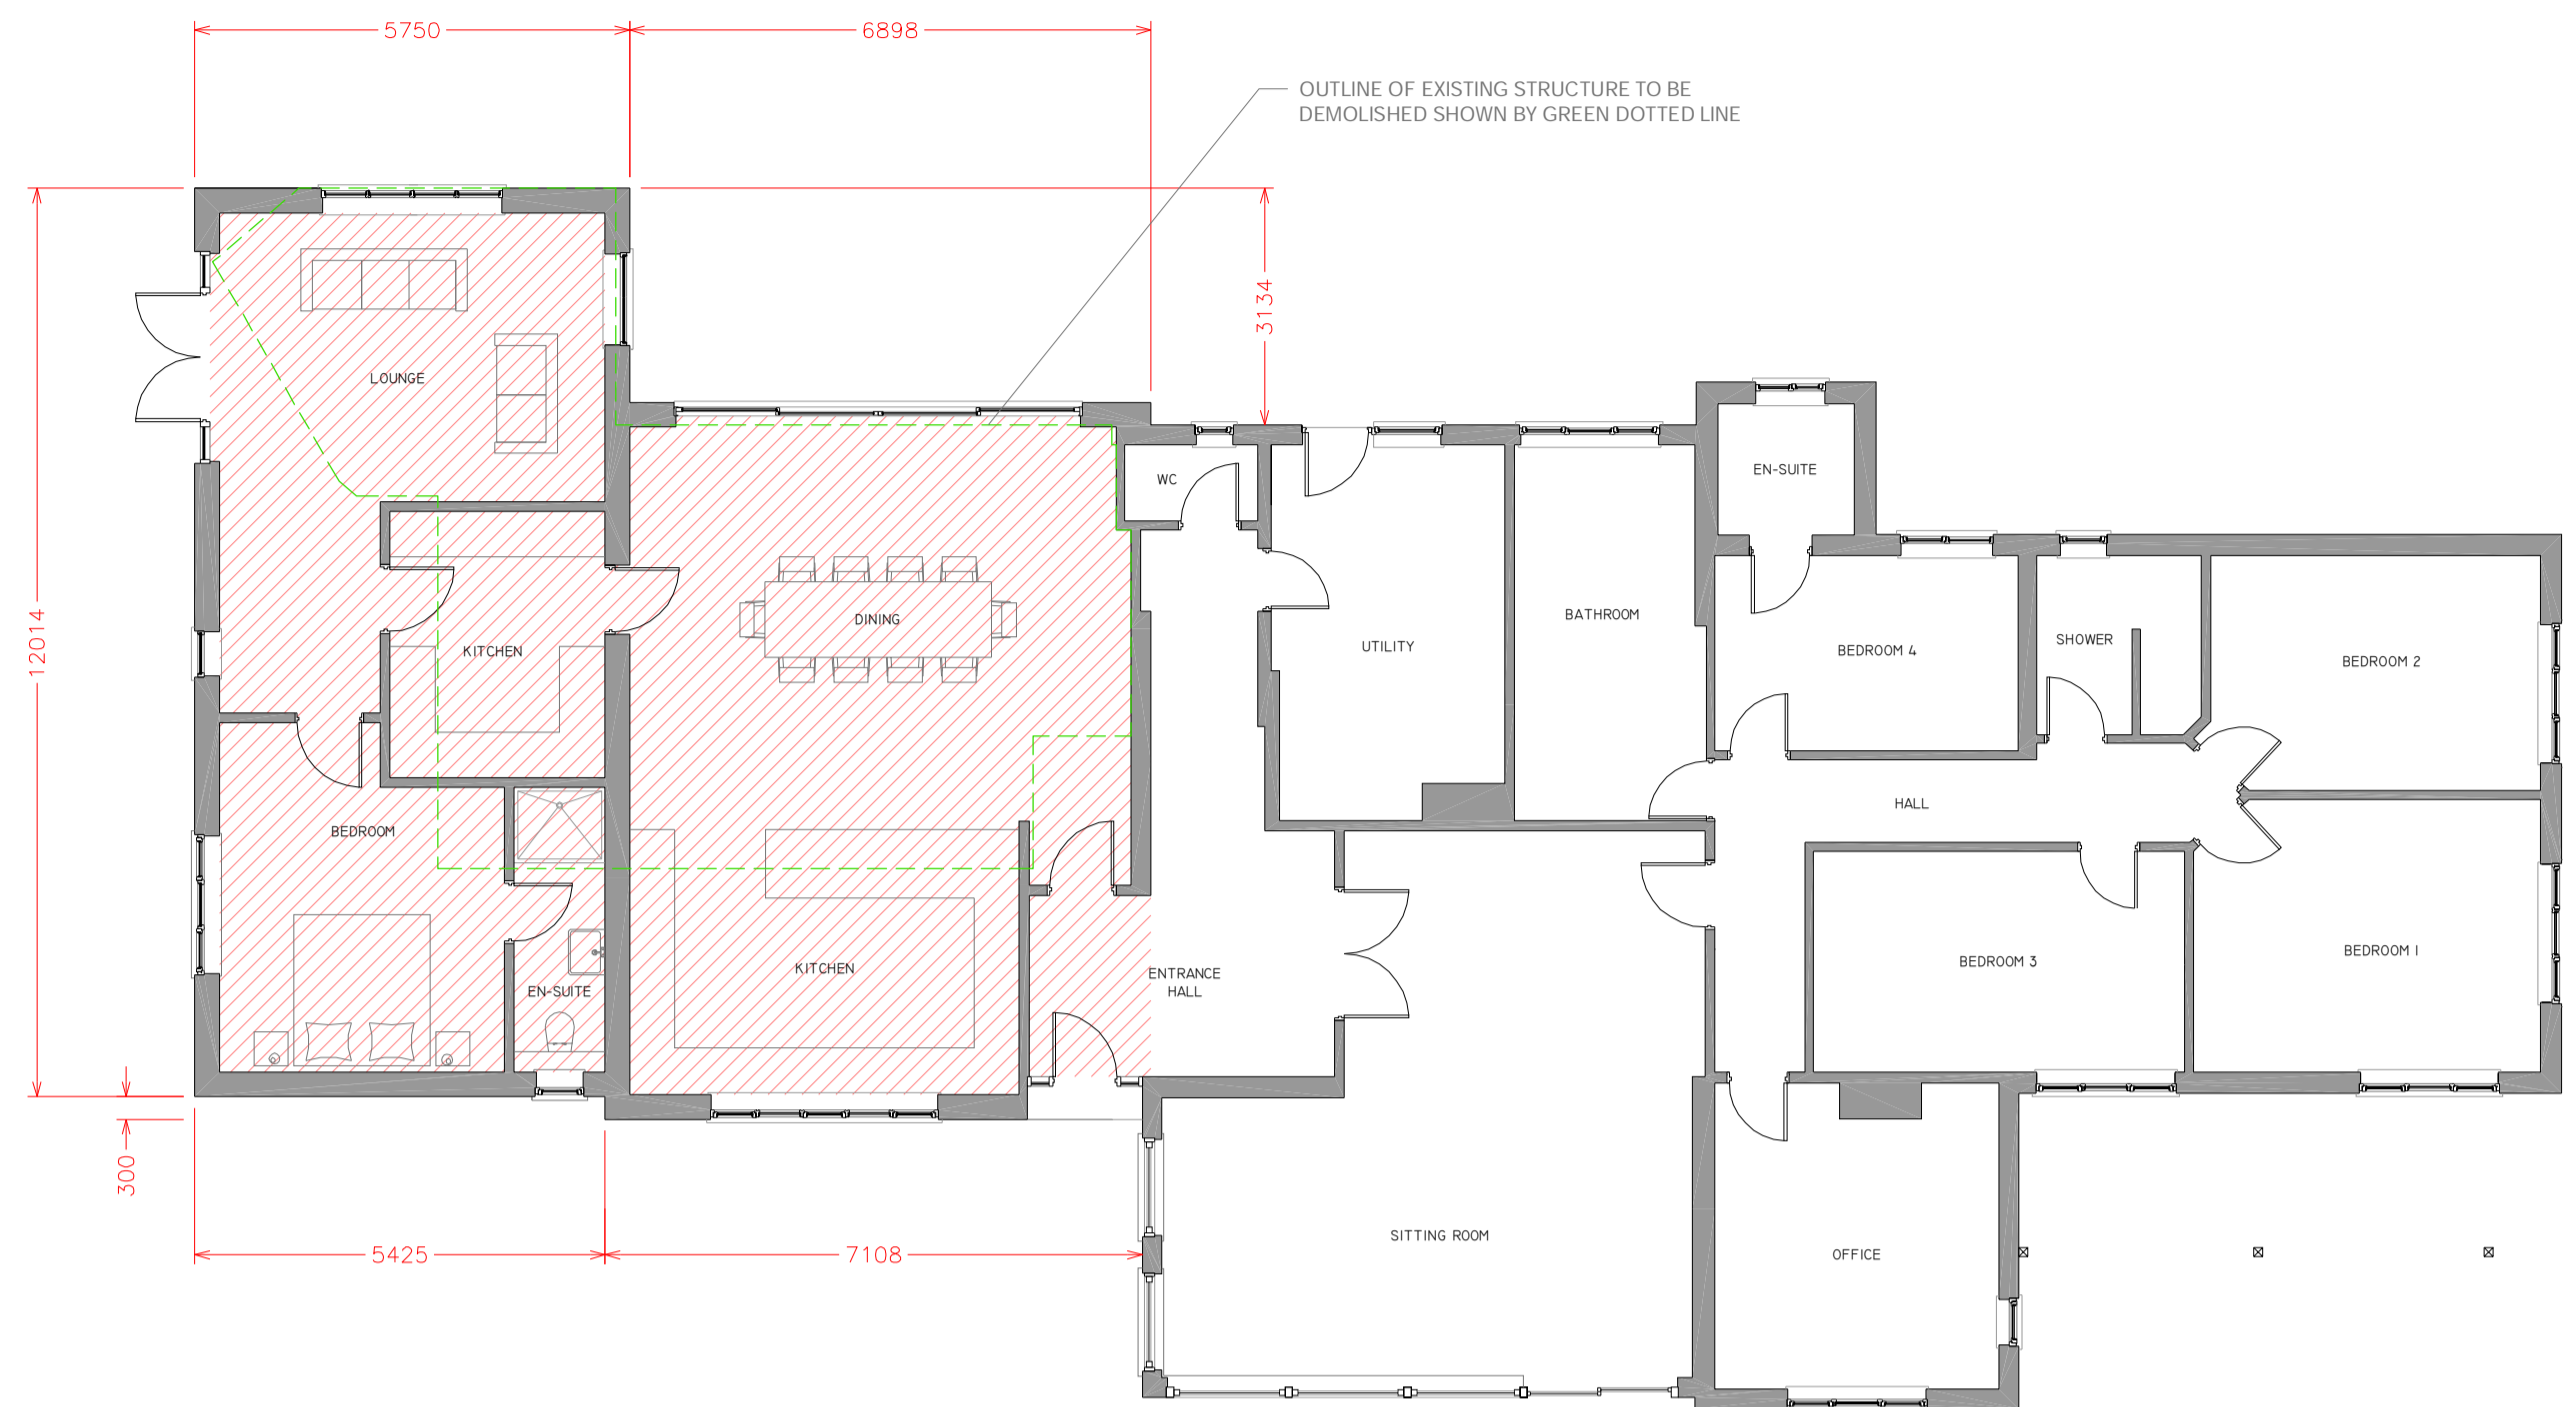 5750
6898
OUTLINE OF EXISTING STRUCTURE TO BE
DEMOLISHED SHOWN BY GREEN DOTTED LINE
3134
LOUNGE
WC
EN-SUITE
12014
DINING
KITCHEN
UTILITY
BATHROOM
BEDROOM 4
SHOWER
BEDROOM 2
HALL
BEDROOM
KITCHEN
EN-SUITE
ENTRANCE
HALL
BEDROOM 3
BEDROOM 1
300
5425
7108
SITTING ROOM
OFFICE